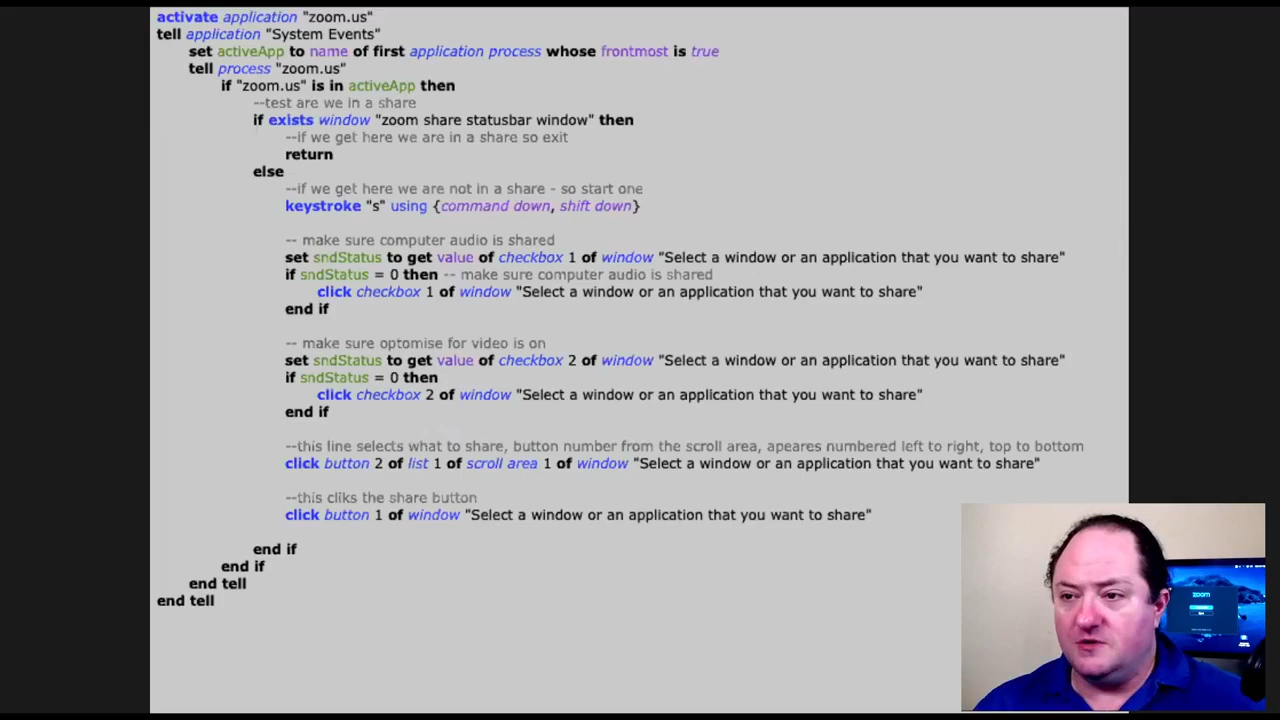 activate application "zoom.us"
tell application "System Events"
set activeApp to name of first application process whose frontmost is true
tell process "zoom.us"
if "zoom.us" is in activeApp then
--test are we in a share
if exists window "zoom share statusbar window" then
--if we get here we are in a share so exit
return
else
--if we get here we are not in a share - so start one
keystroke "s" using {command down, shift down}
-- make sure computer audio is shared
set sndStatus to get value of checkbox 1 of window "Select a window or an application that you want to share"
if sndStatus = 0 then -- make sure computer audio is shared
click checkbox 1 of window "Select a window or an application that you want to share"
end if
-- make sure optomise for video is on
set sndStatus to get value of checkbox 2 of window "Select a window or an application that you want to share"
if sndStatus = 0 then
click checkbox 2 of window "Select a window or an application that you want to share"
end if
--this line selects what to share, button number from the scroll area, apeares numbered left to right, top to bottom
click button 2 of list 1 of scroll area 1 of window "Select a window or an application that you want to share"
--this cliks the share button
click button 1 of window "Select a window or an application that you want to share"
end if
end if
end tell
end tell
zoom